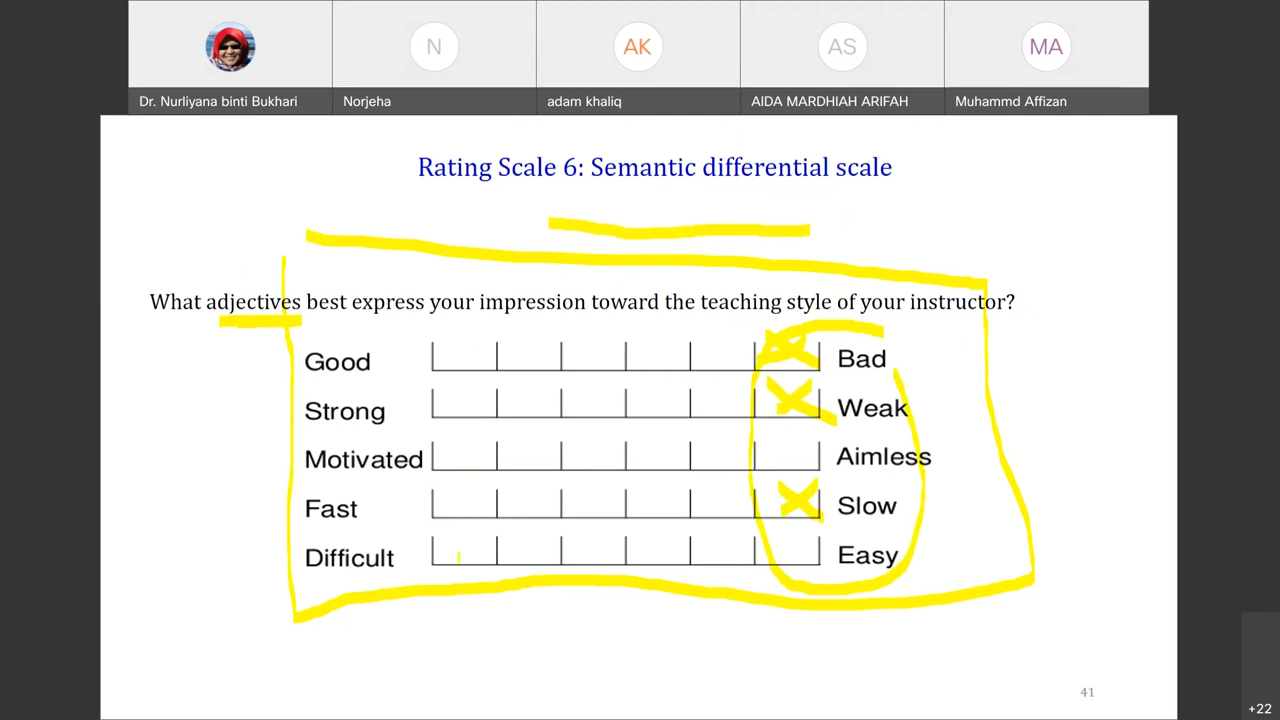 N
AK
AS
MA
Dr. Nurliyana binti Bukhari
Norjeha
adam khaliq
AIDA MARDHIAH ARIFAH
Muhammd Affizan
Rating Scale 6: Semantic differential scale
What adjectives best express your impression toward the teaching style of your instructor?
Good Bad
Strong Weak
Motivated Aimless
Fast Slow
Difficult Easy
41
+22